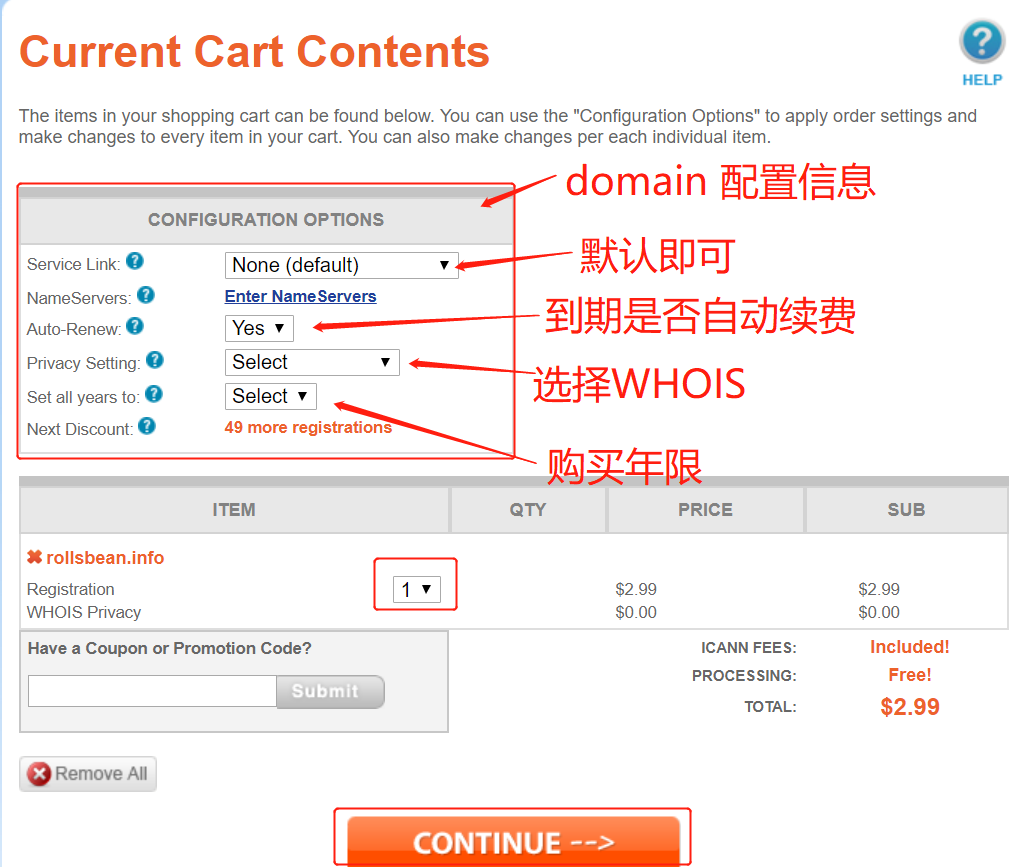 Current Cart Contents
HELP
The items in your shopping cart can be found below. You can use the "Configuration Options" to apply order settings and
make changes to every item in your cart. You can also make changes per each individual item.
domain 配置信息
CONFIGURATION OPTIONS
Service Link: ? None (default) ▼
默认即可
NameServers: ? Enter NameServers
Auto-Renew: ? Yes ▼
到期是否自动续费
Privacy Setting: ? Select ▼
选择WHOIS
Set all years to: ? Select ▼
Next Discount: ? 49 more registrations
购买年限
ITEM QTY PRICE SUB
✖ rollsbean.info
Registration 1 ▼ $2.99 $2.99
WHOIS Privacy $0.00 $0.00
Have a Coupon or Promotion Code? ICANN FEES: Included!
Submit PROCESSING: Free!
TOTAL: $2.99
Remove All
CONTINUE -->